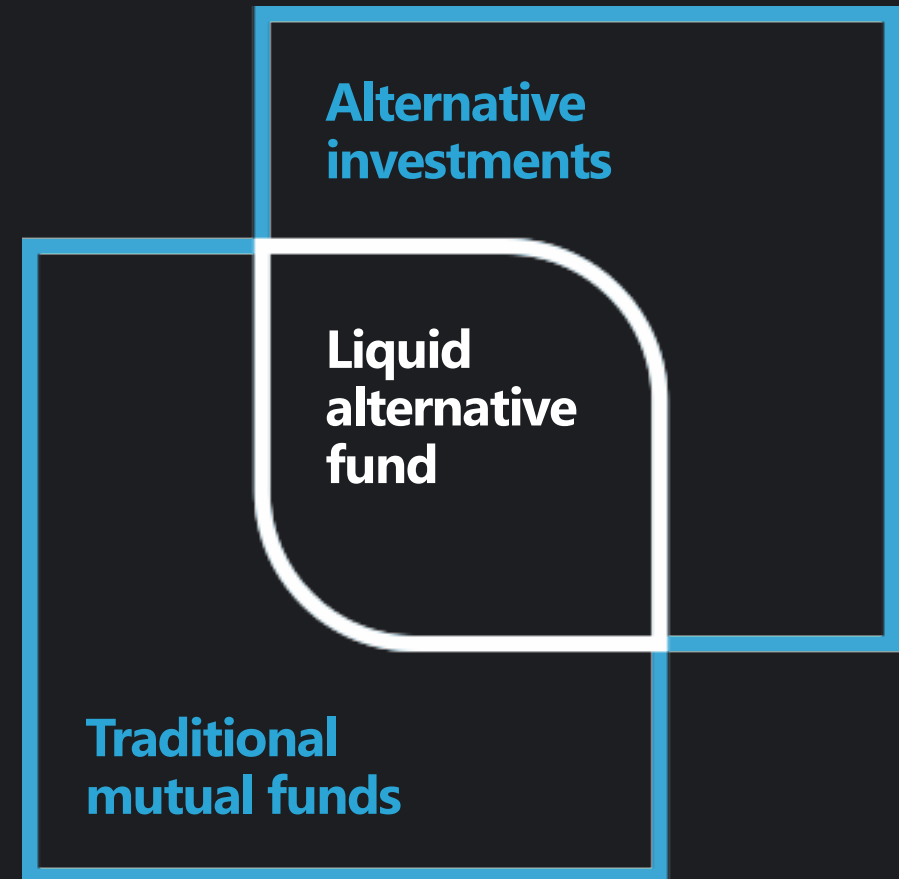 Alternative
investments
Liquid
alternative
fund
Traditional
mutual funds